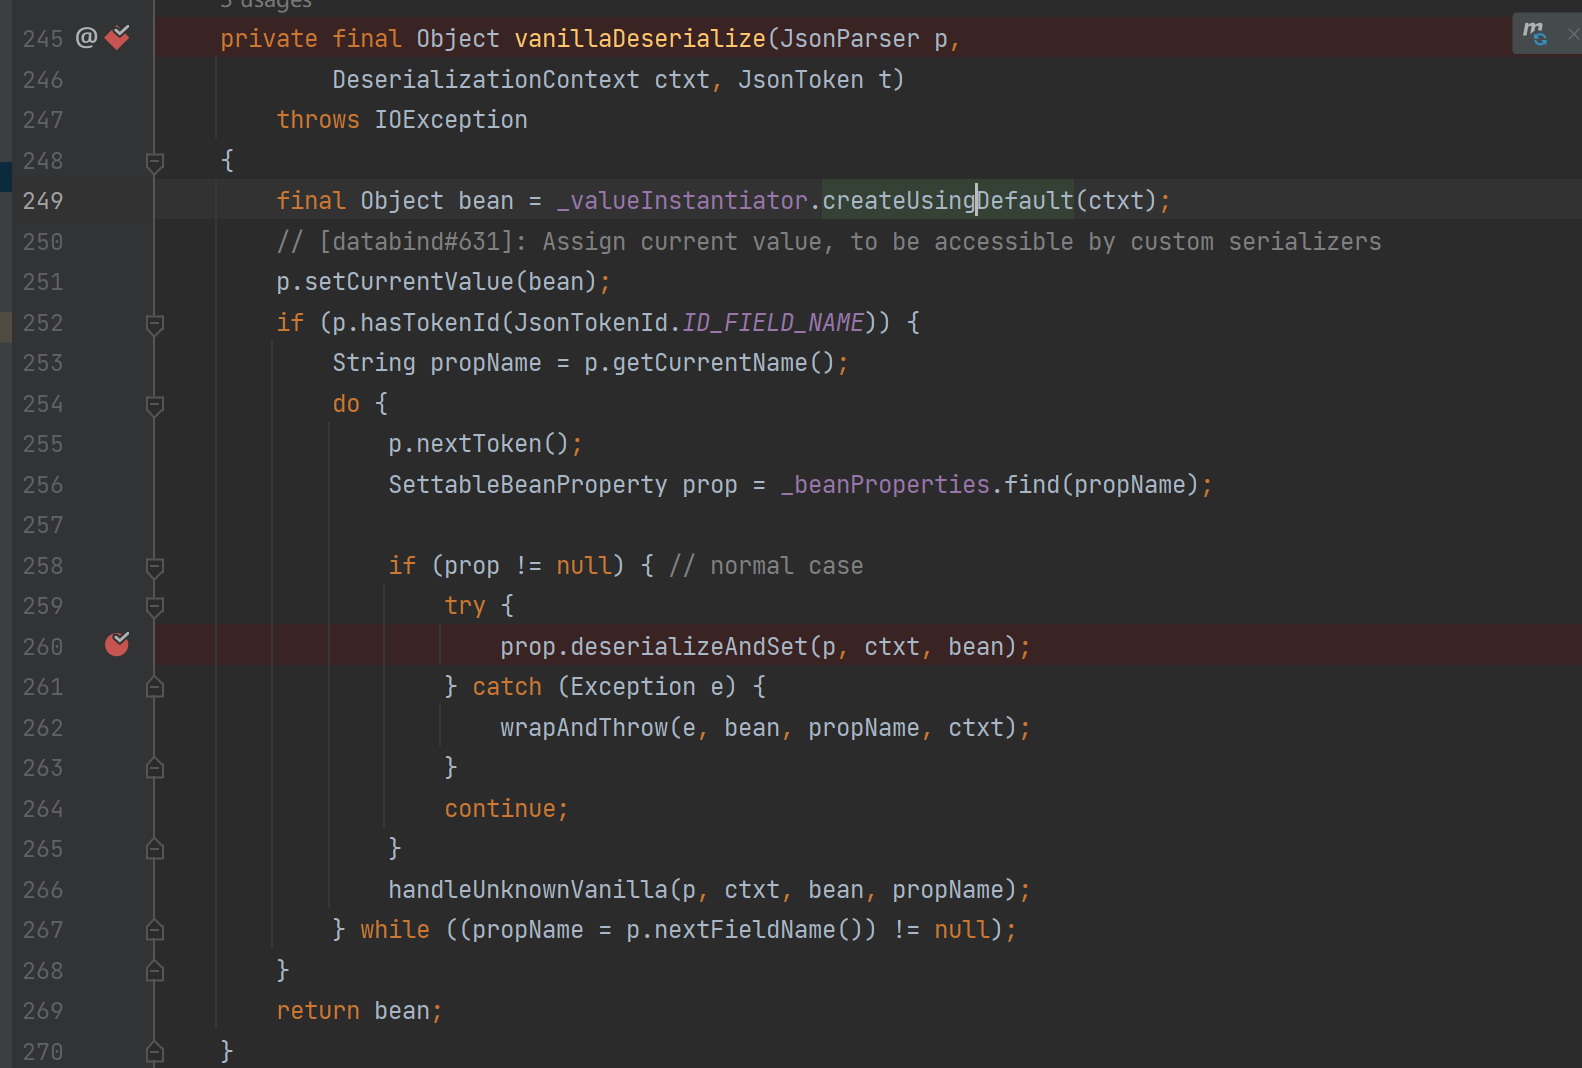 3 usages
245 @ private final Object vanillaDeserialize(JsonParser p,
246 DeserializationContext ctxt, JsonToken t)
247 throws IOException
248 {
249 final Object bean = _valueInstantiator.createUsingDefault(ctxt);
250 // [databind#631]: Assign current value, to be accessible by custom serializers
251 p.setCurrentValue(bean);
252 if (p.hasTokenId(JsonTokenId.ID_FIELD_NAME)) {
253 String propName = p.getCurrentName();
254 do {
255 p.nextToken();
256 SettableBeanProperty prop = _beanProperties.find(propName);
257
258 if (prop != null) { // normal case
259 try {
260 prop.deserializeAndSet(p, ctxt, bean);
261 } catch (Exception e) {
262 wrapAndThrow(e, bean, propName, ctxt);
263 }
264 continue;
265 }
266 handleUnknownVanilla(p, ctxt, bean, propName);
267 } while ((propName = p.nextFieldName()) != null);
268 }
269 return bean;
270 }
m